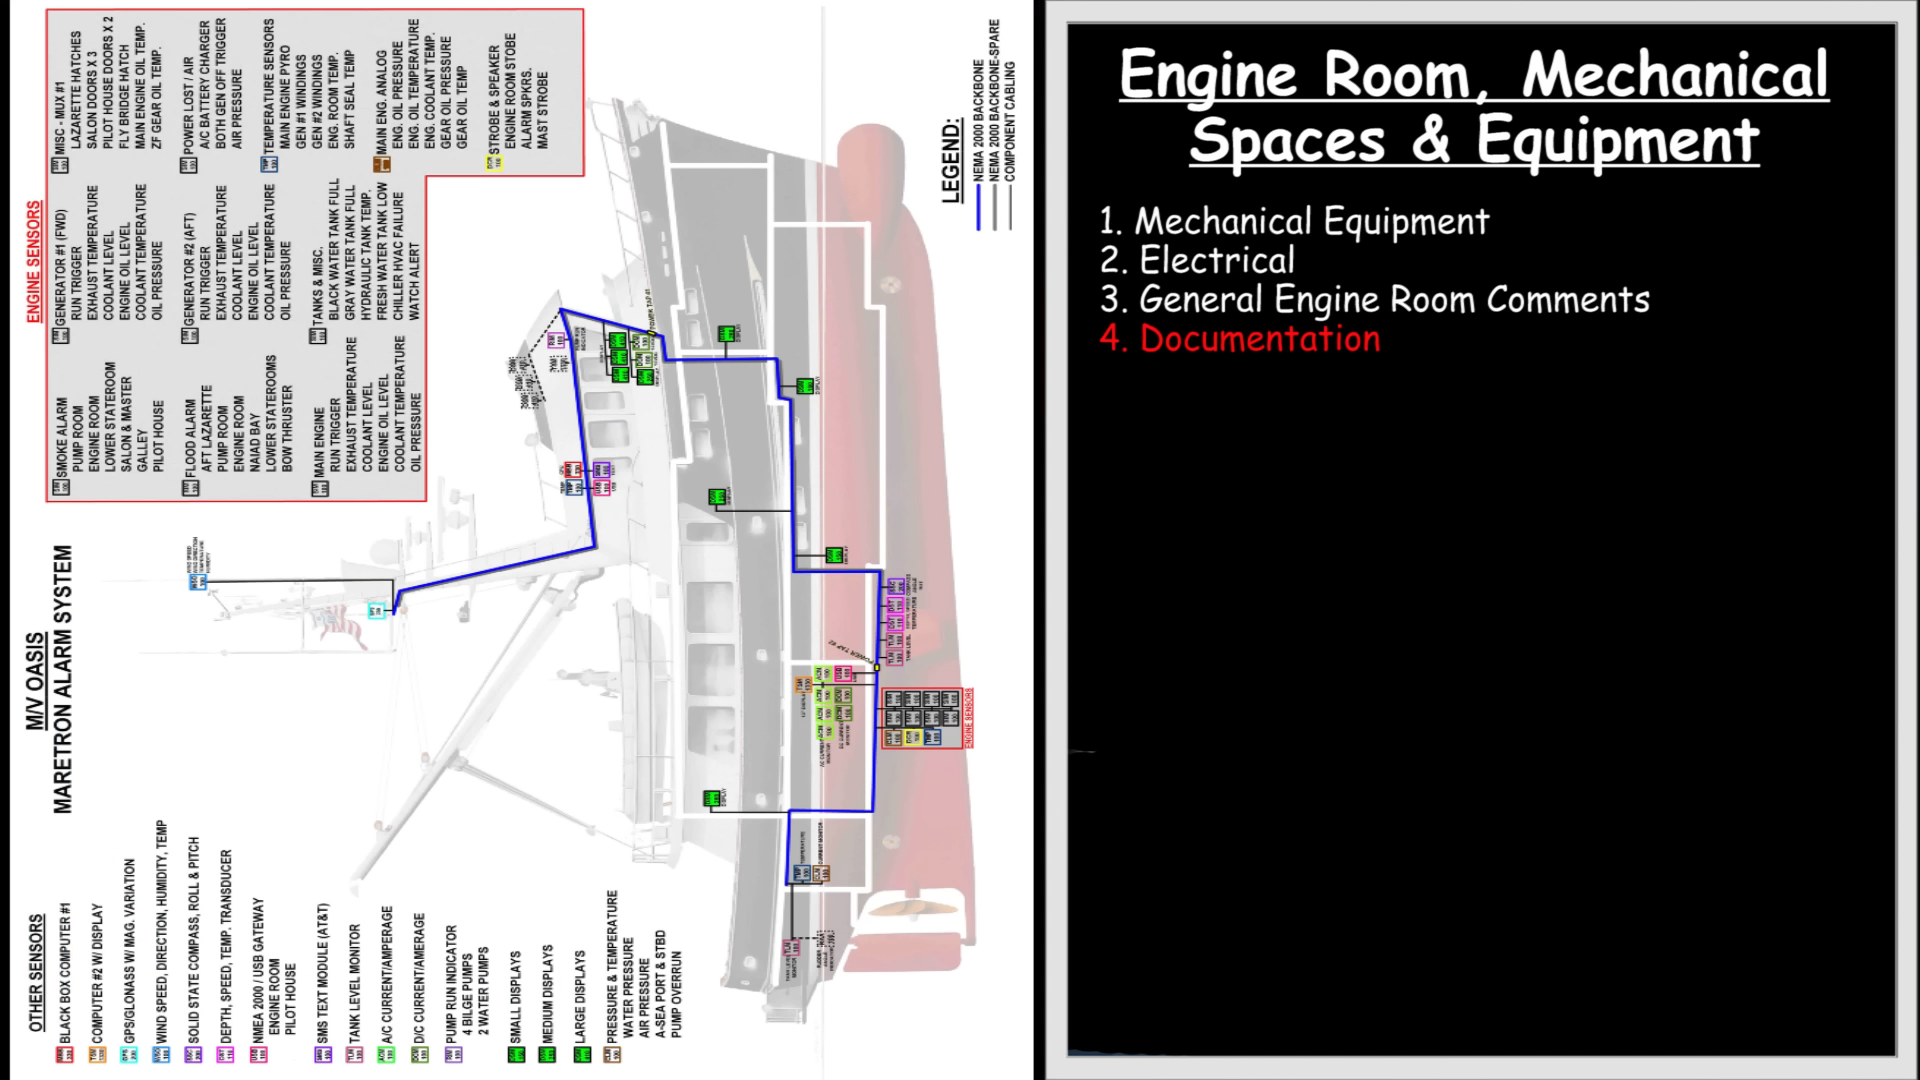 M/V OASIS
MARETRON ALARM SYSTEM
ENGINE SENSORS
SMOKE ALARM
PUMP ROOM
ENGINE ROOM
LOWER STATEROOM
SALON & MASTER
GALLEY
PILOT HOUSE
FLOOD ALARM
AFT LAZARETTE
PUMP ROOM
ENGINE ROOM
NAIAD BAY
LOWER STATEROOMS
BOW THRUSTER
MAIN ENGINE
RUN TRIGGER
EXHAUST TEMPERATURE
COOLANT LEVEL
ENGINE OIL LEVEL
COOLANT TEMPERATURE
OIL PRESSURE
GENERATOR #1 (FWD)
RUN TRIGGER
EXHAUST TEMPERATURE
COOLANT LEVEL
ENGINE OIL LEVEL
COOLANT TEMPERATURE
OIL PRESSURE
GENERATOR #2 (AFT)
RUN TRIGGER
EXHAUST TEMPERATURE
COOLANT LEVEL
ENGINE OIL LEVEL
COOLANT TEMPERATURE
OIL PRESSURE
TANKS & MISC.
BLACK WATER TANK FULL
GRAY WATER TANK FULL
HYDRAULIC TANK TEMP.
FRESH WATER TANK LOW
CHILLER HVAC FAILURE
WATCH ALERT
MISC - MUX #1
LAZARETTE HATCHES
SALON DOORS X 3
PILOT HOUSE DOORS X 2
FLY BRIDGE HATCH
MAIN ENGINE OIL TEMP.
ZF GEAR OIL TEMP.
POWER LOST / AIR
A/C BATTERY CHARGER
BOTH GEN OFF TRIGGER
AIR PRESSURE
TEMPERATURE SENSORS
MAIN ENGINE PYRO
GEN #1 WINDINGS
GEN #2 WINDINGS
ENG. ROOM TEMP.
SHAFT SEAL TEMP
MAIN ENG. ANALOG
ENG. OIL PRESSURE
ENG. OIL TEMPERATURE
ENG. COOLANT TEMP.
GEAR OIL PRESSURE
GEAR OIL TEMP
STROBE & SPEAKER
ENGINE ROOM STOBE
ALARM SPKRS.
MAST STROBE
OTHER SENSORS
BLACK BOX COMPUTER #1
COMPUTER #2 W/ DISPLAY
GPS/GLONASS W/ MAG. VARIATION
WIND SPEED, DIRECTION, HUMIDITY, TEMP
SOLID STATE COMPASS, ROLL & PITCH
DEPTH, SPEED, TEMP. TRANSDUCER
NMEA 2000 / USB GATEWAY
ENGINE ROOM
PILOT HOUSE
SMS TEXT MODULE (AT&T)
TANK LEVEL MONITOR
A/C CURRENT/AMPERAGE
D/C CURRENT/AMERAGE
PUMP RUN INDICATOR
4 BILGE PUMPS
2 WATER PUMPS
SMALL DISPLAYS
MEDIUM DISPLAYS
LARGE DISPLAYS
PRESSURE & TEMPERATURE
WATER PRESSURE
AIR PRESSURE
A-SEA PORT & STBD
PUMP OVERRUN
POWER TAP #1
POWER TAP #2
ENGINE SENSORS
LEGEND:
NEMA 2000 BACKBONE
NEMA 2000 BACKBONE-SPARE
COMPONENT CABLING
Engine Room, Mechanical
Spaces & Equipment
1. Mechanical Equipment
2. Electrical
3. General Engine Room Comments
4. Documentation